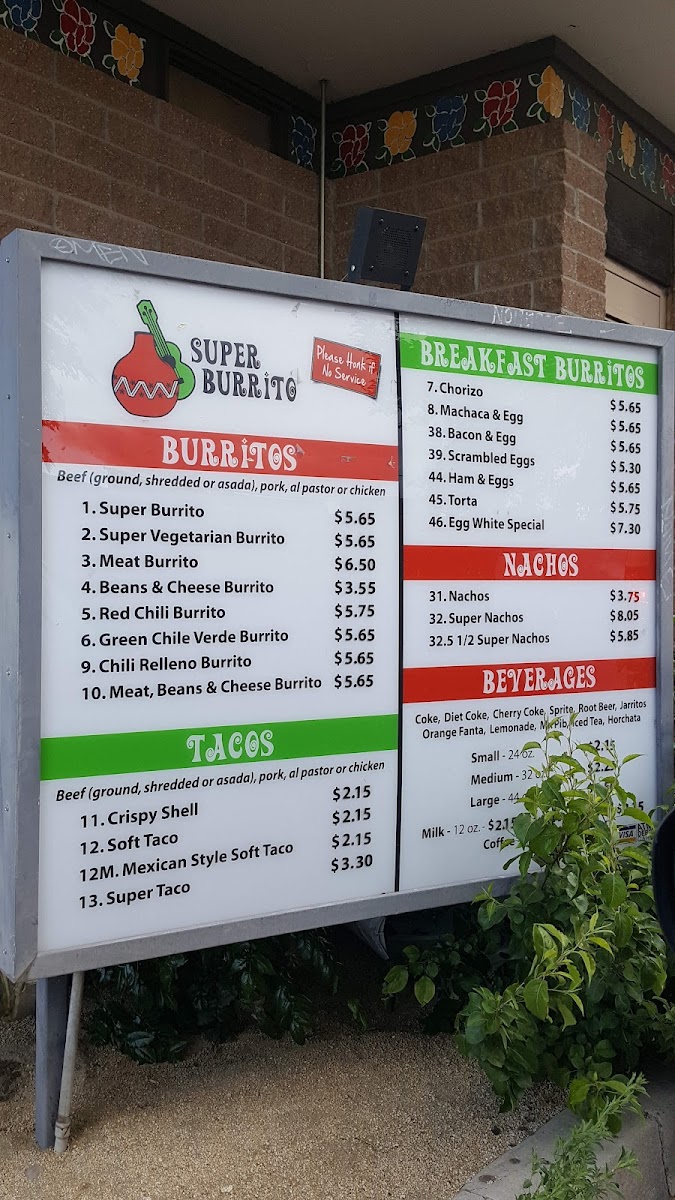 SUPER
BURRITO
Please Honk if
No Service
BURRITOS
Beef (ground, shredded or asada), pork, al pastor or chicken
1. Super Burrito $5.65
2. Super Vegetarian Burrito $5.65
3. Meat Burrito $6.50
4. Beans & Cheese Burrito $3.55
5. Red Chili Burrito $5.75
6. Green Chile Verde Burrito $5.65
9. Chili Relleno Burrito $5.65
10. Meat, Beans & Cheese Burrito $5.65
TACOS
Beef (ground, shredded or asada), pork, al pastor or chicken
11. Crispy Shell $2.15
12. Soft Taco $2.15
12M. Mexican Style Soft Taco $2.15
13. Super Taco $3.30
BREAKFAST BURRITOS
7. Chorizo $5.65
8. Machaca & Egg $5.65
38. Bacon & Egg $5.65
39. Scrambled Eggs $5.30
44. Ham & Eggs $5.65
45. Torta $5.75
46. Egg White Special $7.30
NACHOS
31. Nachos $3.75
32. Super Nachos $8.05
32.5 1/2 Super Nachos $5.85
BEVERAGES
Coke, Diet Coke, Cherry Coke, Sprite, Root Beer, Jarritos
Orange Fanta, Lemonade, Mr Pib, Iced Tea, Horchata
Small - 24 oz. $2.15
Medium - 32 oz
Large - 44
Milk - 12 oz. - $2.15
VISA